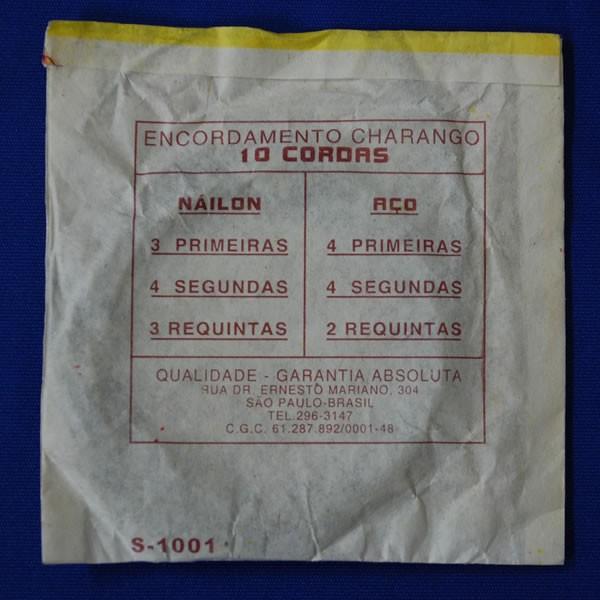 ENCORDAMENTO CHARANGO
10 CORDAS
NÁILON
3 PRIMEIRAS
4 SEGUNDAS
3 REQUINTAS
AÇO
4 PRIMEIRAS
4 SEGUNDAS
2 REQUINTAS
QUALIDADE - GARANTIA ABSOLUTA
RUA DR. ERNESTO MARIANO, 304
SÃO PAULO-BRASIL
TEL.296-3147
C.G.C. 61.287.892/0001-48
S-1001